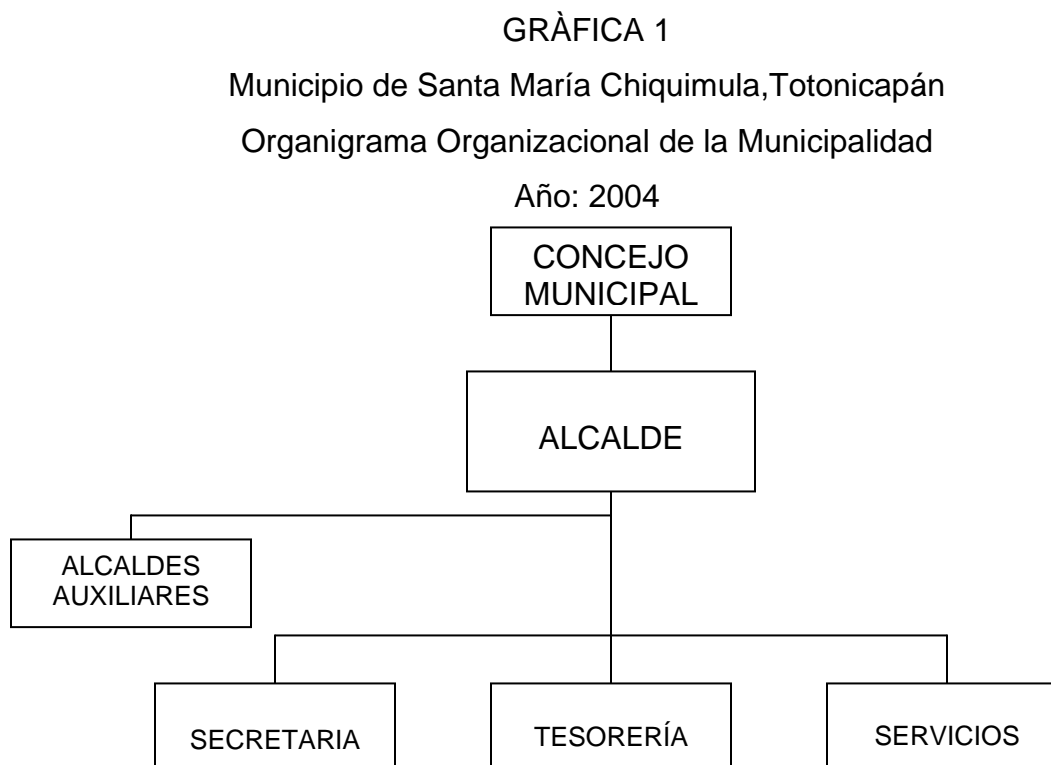 GRÀFICA 1
Municipio de Santa María Chiquimula,Totonicapán
Organigrama Organizacional de la Municipalidad
Año: 2004
CONCEJO
MUNICIPAL
ALCALDE
ALCALDES
AUXILIARES
SECRETARIA
TESORERÍA
SERVICIOS